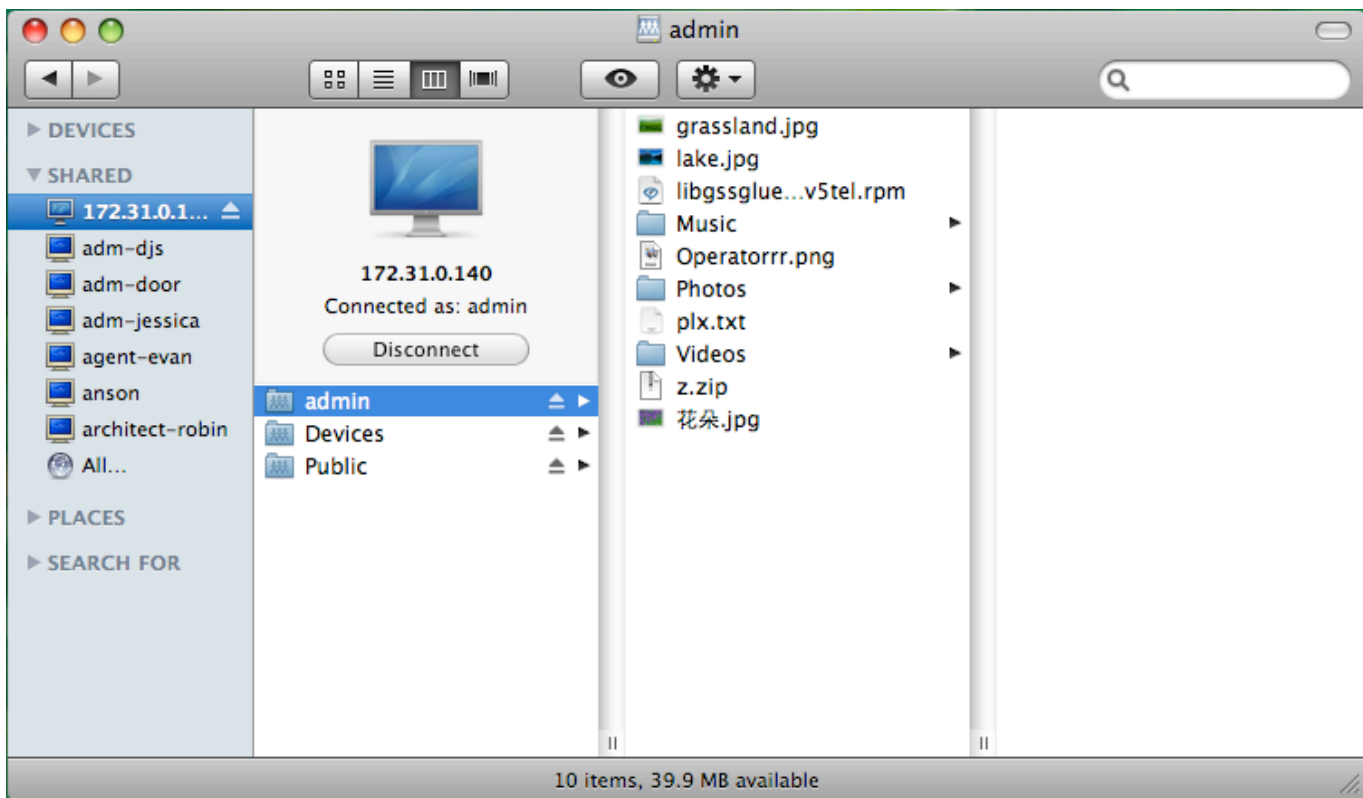 admin
DEVICES
SHARED
172.31.0.1...
adm-djs
adm-door
adm-jessica
agent-evan
anson
architect-robin
All...
PLACES
SEARCH FOR
172.31.0.140
Connected as: admin
Disconnect
admin
Devices
Public
grassland.jpg
lake.jpg
libgssglue...v5tel.rpm
Music
Operatorrr.png
Photos
plx.txt
Videos
z.zip
花朵.jpg
10 items, 39.9 MB available